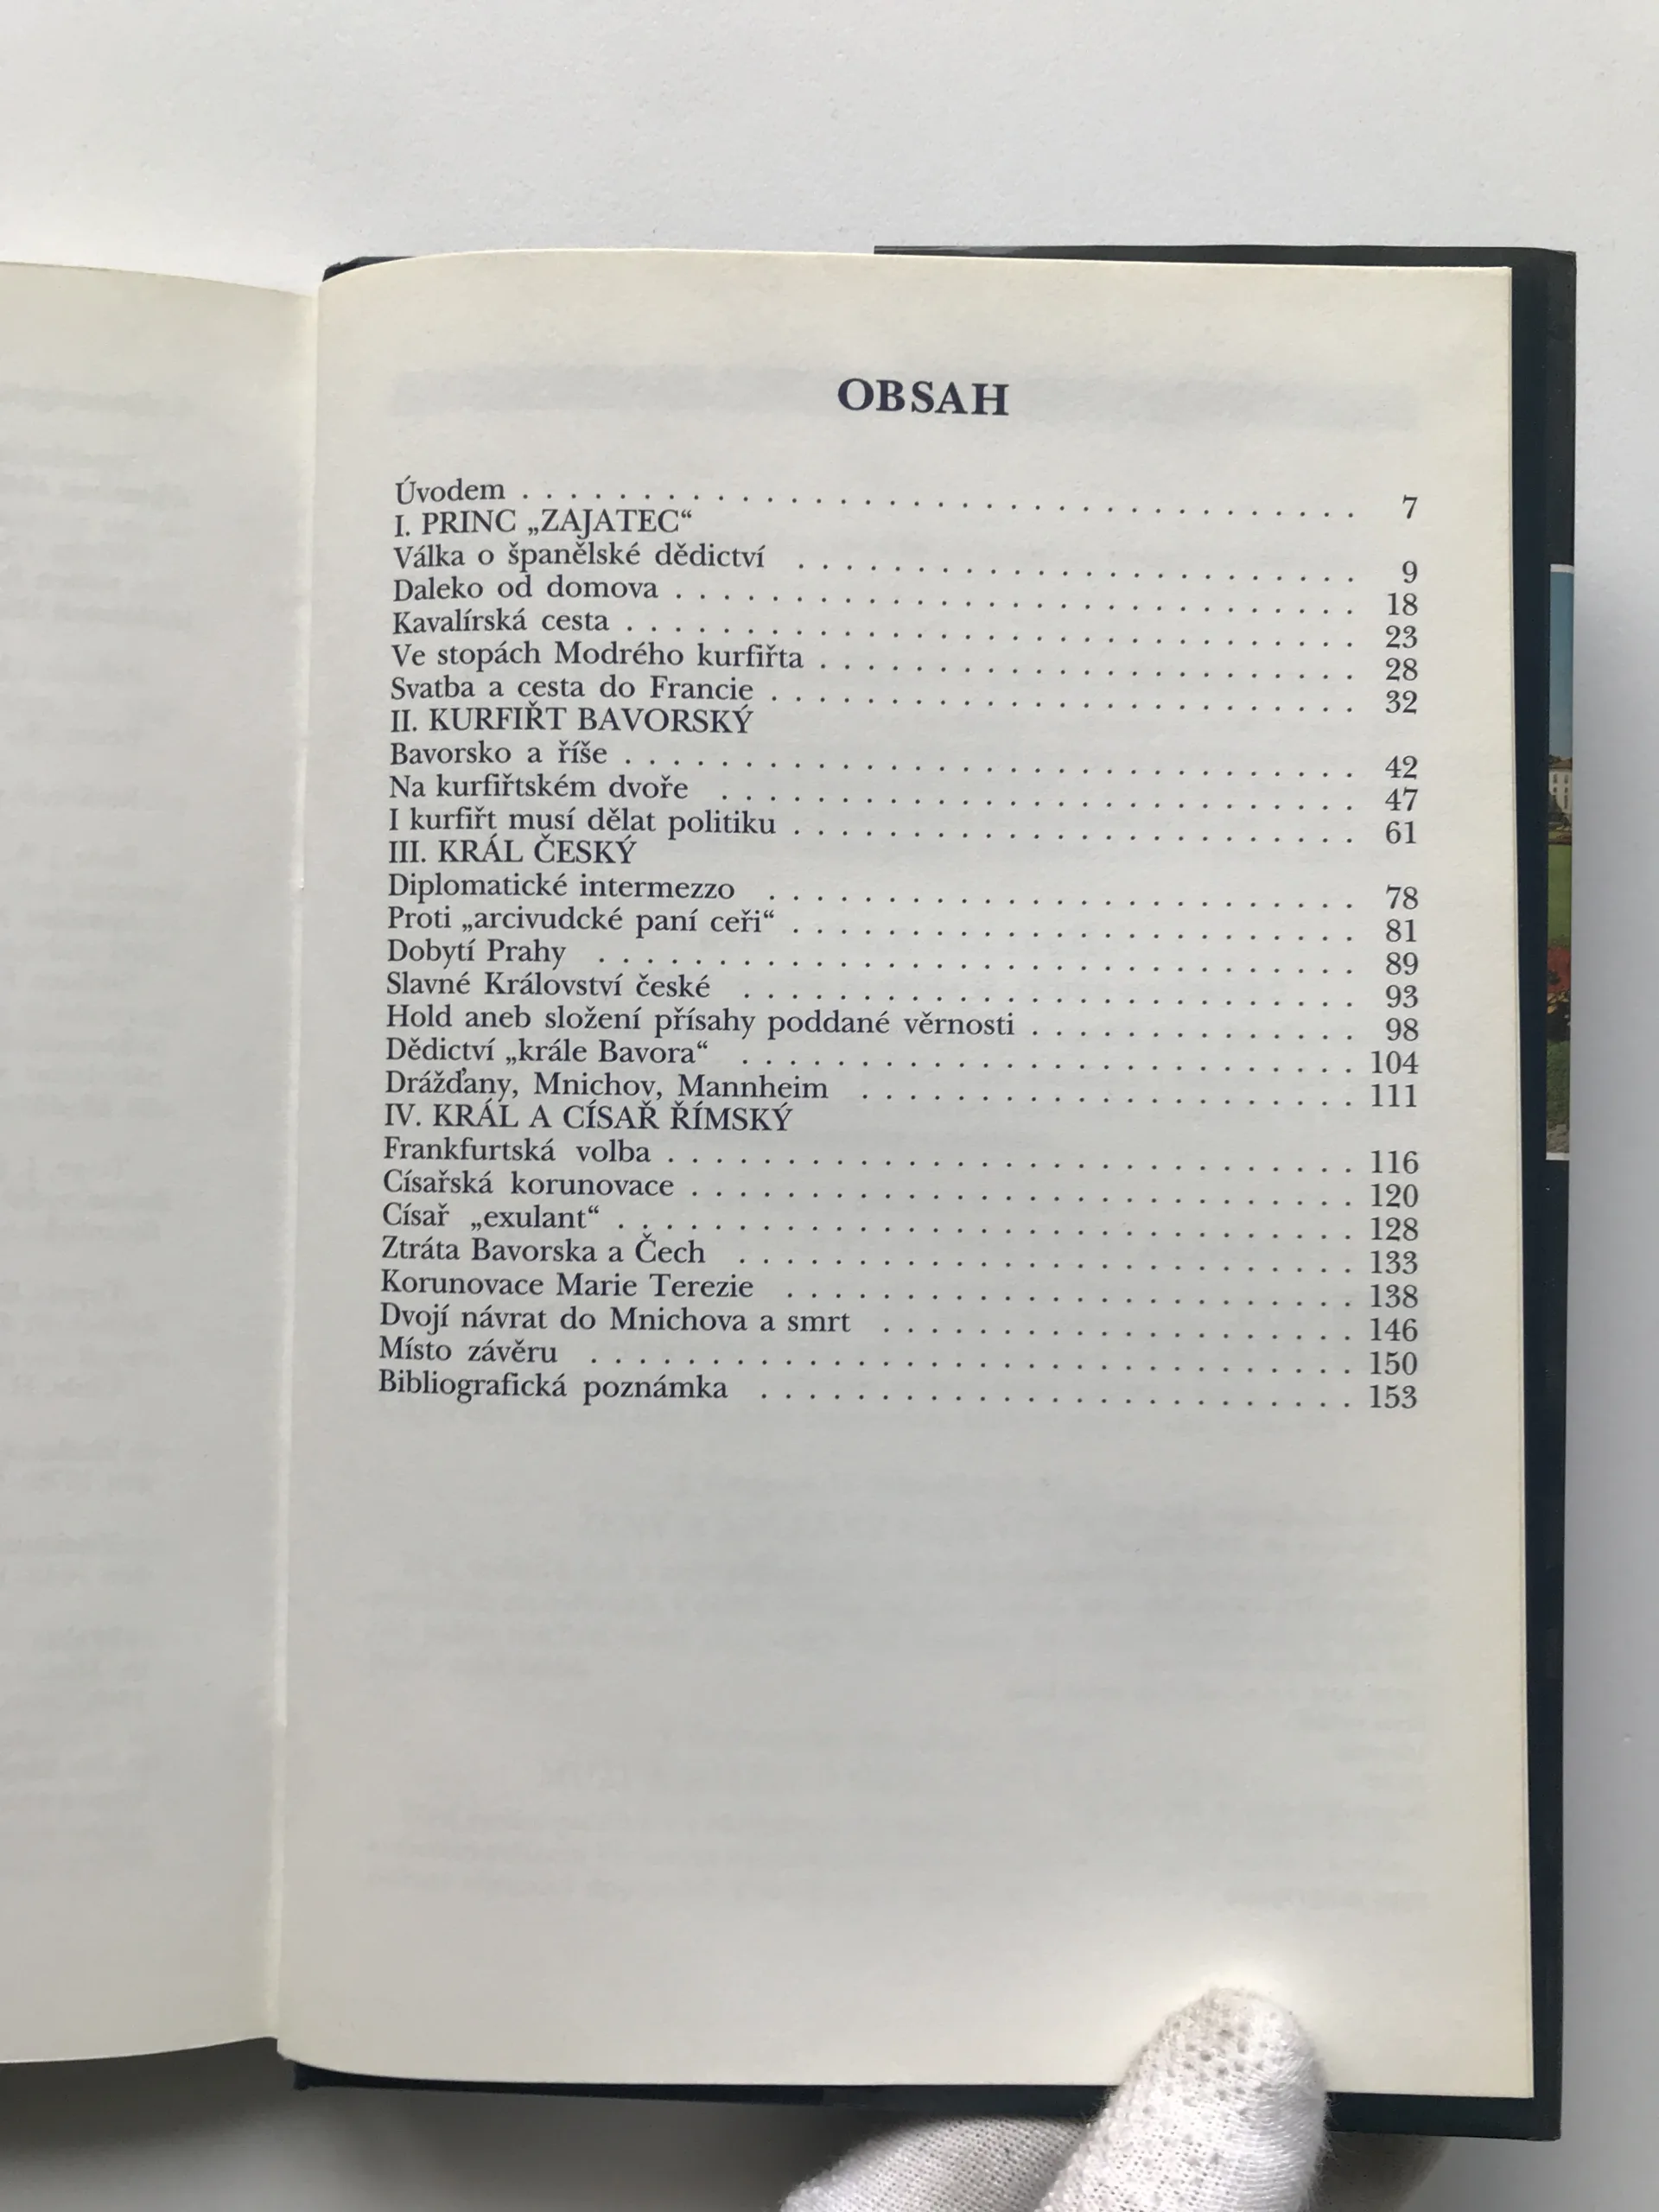 OBSAH
Úvodem . . . . . . . . . . . . . . . . . . . . . . . . . . . . . . . . . . . 7
I. PRINC „ZAJATEC“
Válka o španělské dědictví . . . . . . . . . . . . . . . . . . . . . . . . 9
Daleko od domova . . . . . . . . . . . . . . . . . . . . . . . . . . . . . 18
Kavalírská cesta . . . . . . . . . . . . . . . . . . . . . . . . . . . . . . . 23
Ve stopách Modrého kurfiřta . . . . . . . . . . . . . . . . . . . . . . . 28
Svatba a cesta do Francie . . . . . . . . . . . . . . . . . . . . . . . . . 32
II. KURFIŘT BAVORSKÝ
Bavorsko a říše . . . . . . . . . . . . . . . . . . . . . . . . . . . . . . . 42
Na kurfiřtském dvoře . . . . . . . . . . . . . . . . . . . . . . . . . . . 47
I kurfiřt musí dělat politiku . . . . . . . . . . . . . . . . . . . . . . . . 61
III. KRÁL ČESKÝ
Diplomatické intermezzo . . . . . . . . . . . . . . . . . . . . . . . . . 78
Proti „arcivudcké paní ceři“ . . . . . . . . . . . . . . . . . . . . . . . . 81
Dobytí Prahy . . . . . . . . . . . . . . . . . . . . . . . . . . . . . . . . 89
Slavné Království české . . . . . . . . . . . . . . . . . . . . . . . . . . 93
Hold aneb složení přísahy poddané věrnosti . . . . . . . . . . . . . . 98
Dědictví „krále Bavora“ . . . . . . . . . . . . . . . . . . . . . . . . . . 104
Drážďany, Mnichov, Mannheim . . . . . . . . . . . . . . . . . . . . . 111
IV. KRÁL A CÍSAŘ ŘÍMSKÝ
Frankfurtská volba . . . . . . . . . . . . . . . . . . . . . . . . . . . . . 116
Císařská korunovace . . . . . . . . . . . . . . . . . . . . . . . . . . . . 120
Císař „exulant“ . . . . . . . . . . . . . . . . . . . . . . . . . . . . . . . 128
Ztráta Bavorska a Čech . . . . . . . . . . . . . . . . . . . . . . . . . . 133
Korunovace Marie Terezie . . . . . . . . . . . . . . . . . . . . . . . . 138
Dvojí návrat do Mnichova a smrt . . . . . . . . . . . . . . . . . . . . 146
Místo závěru . . . . . . . . . . . . . . . . . . . . . . . . . . . . . . . . 150
Bibliografická poznámka . . . . . . . . . . . . . . . . . . . . . . . . . 153